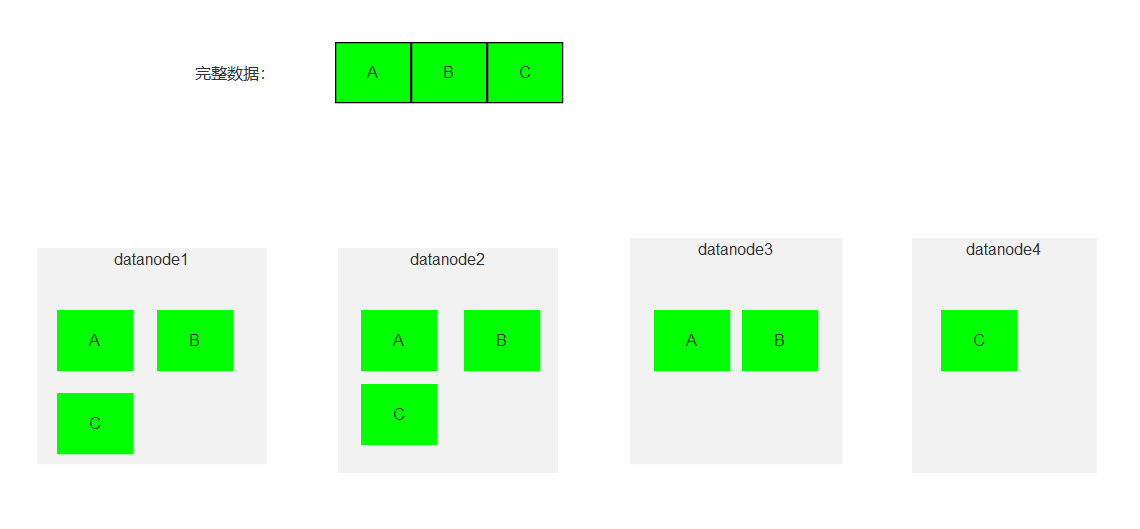 完整数据： A B C
datanode1 datanode2 datanode3 datanode4
A B A B A B C
C C